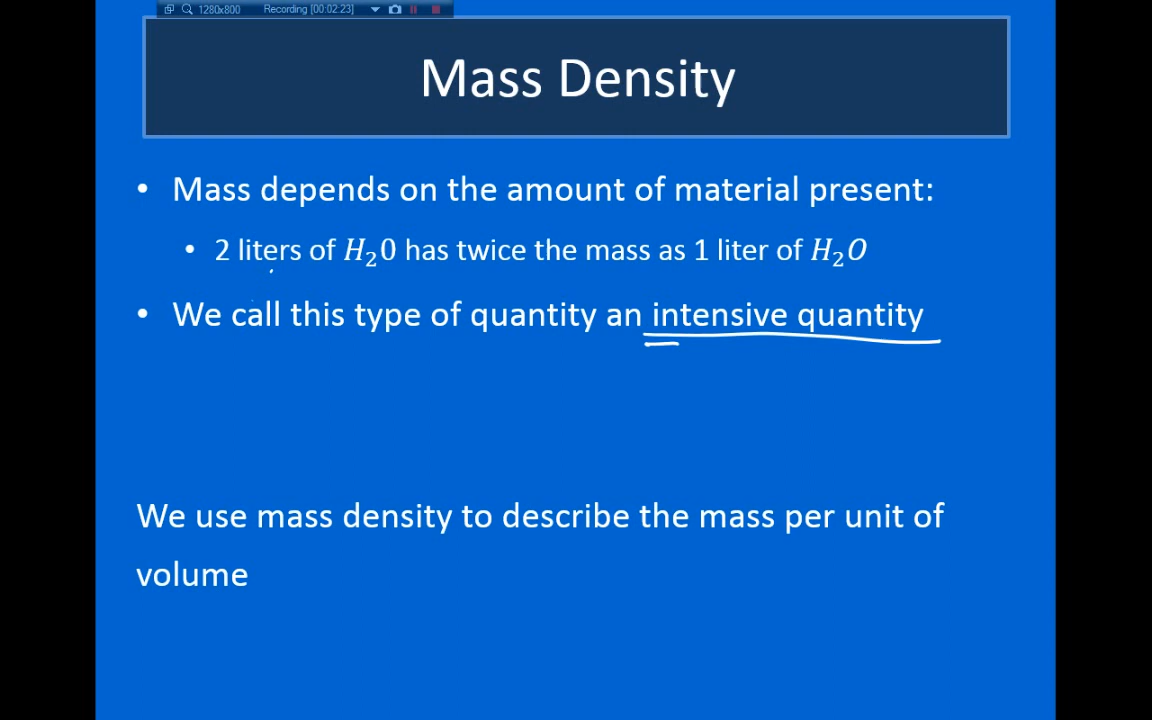 1280x800 Recording [00:02:23]
Mass Density
• Mass depends on the amount of material present:
• 2 liters of H₂0 has twice the mass as 1 liter of H₂O
• We call this type of quantity an intensive quantity
We use mass density to describe the mass per unit of
volume